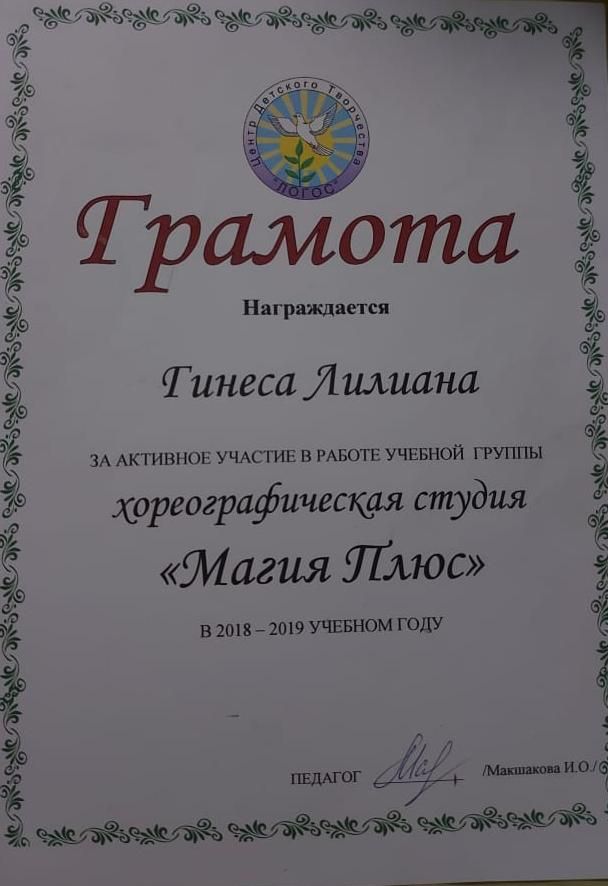 Центр Детского Творчества
"ЛОГОС"
Грамота
Награждается
Гинеса Лилиана
ЗА АКТИВНОЕ УЧАСТИЕ В РАБОТЕ УЧЕБНОЙ ГРУППЫ
хореографическая студия
«Магия Плюс»
В 2018 – 2019 УЧЕБНОМ ГОДУ
ПЕДАГОГ /Макшакова И.О./